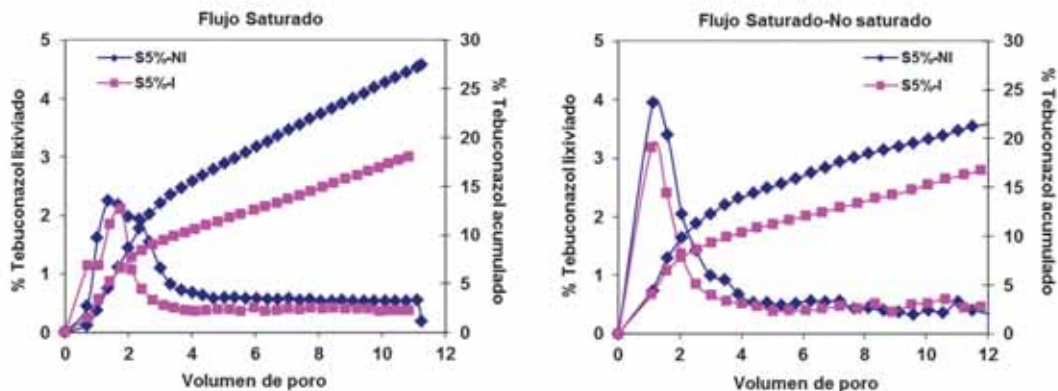 Flujo Saturado
S5%-NI
S5%-I
% Tebuconazol lixiviado
5
4
3
2
1
0
30
25
20
15
10
5
0
% Tebuconazol acumulado
0 2 4 6 8 10 12
Volumen de poro
Flujo Saturado-No saturado
S5%-NI
S5%-I
% Tebuconazol lixiviado
5
4
3
2
1
0
30
25
20
15
10
5
0
% Tebuconazol acumulado
0 2 4 6 8 10 12
Volumen de poro